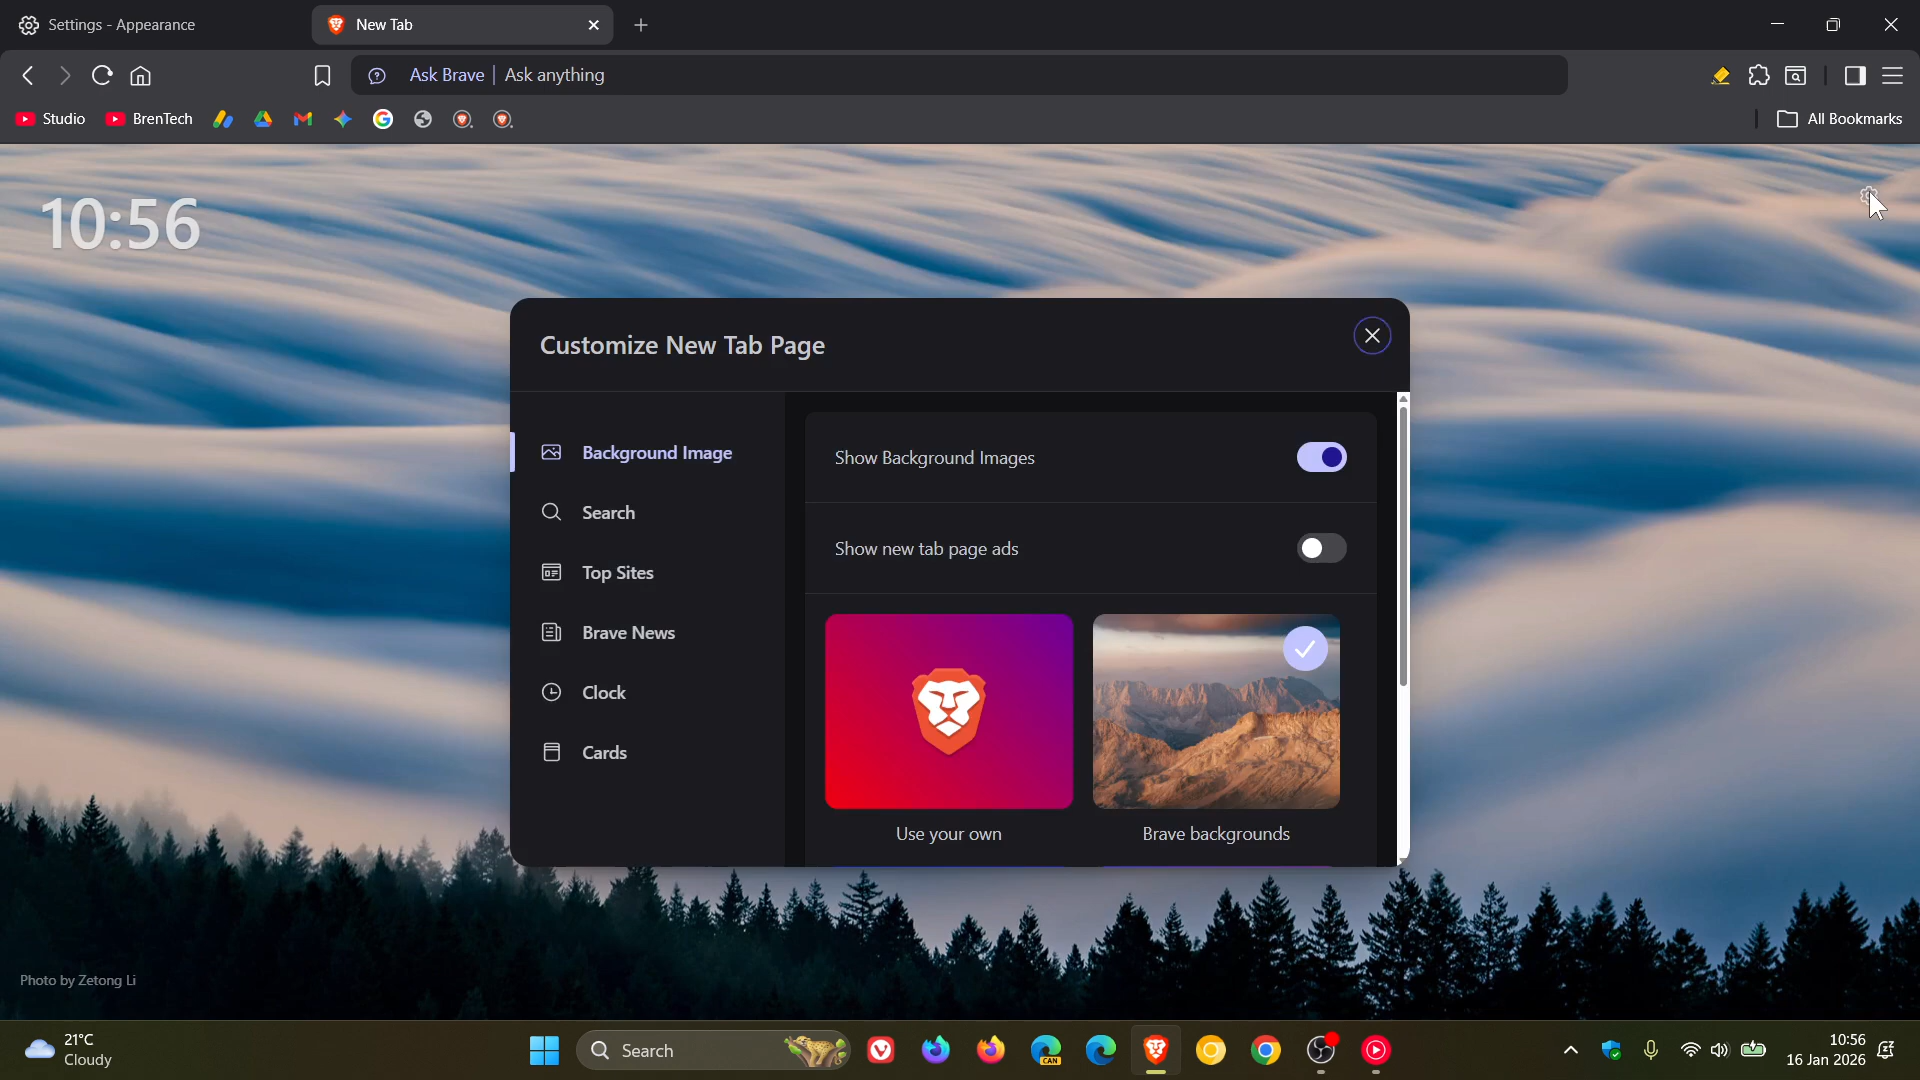 Settings - Appearance
New Tab
Ask Brave | Ask anything
Studio
BrenTech
All Bookmarks
10:56
Customize New Tab Page
Background Image
Search
Top Sites
Brave News
Clock
Cards
Show Background Images
Show new tab page ads
Use your own
Brave backgrounds
Photo by Zetong Li
21°C
Cloudy
Search
CAN
10:56
16 Jan 2026